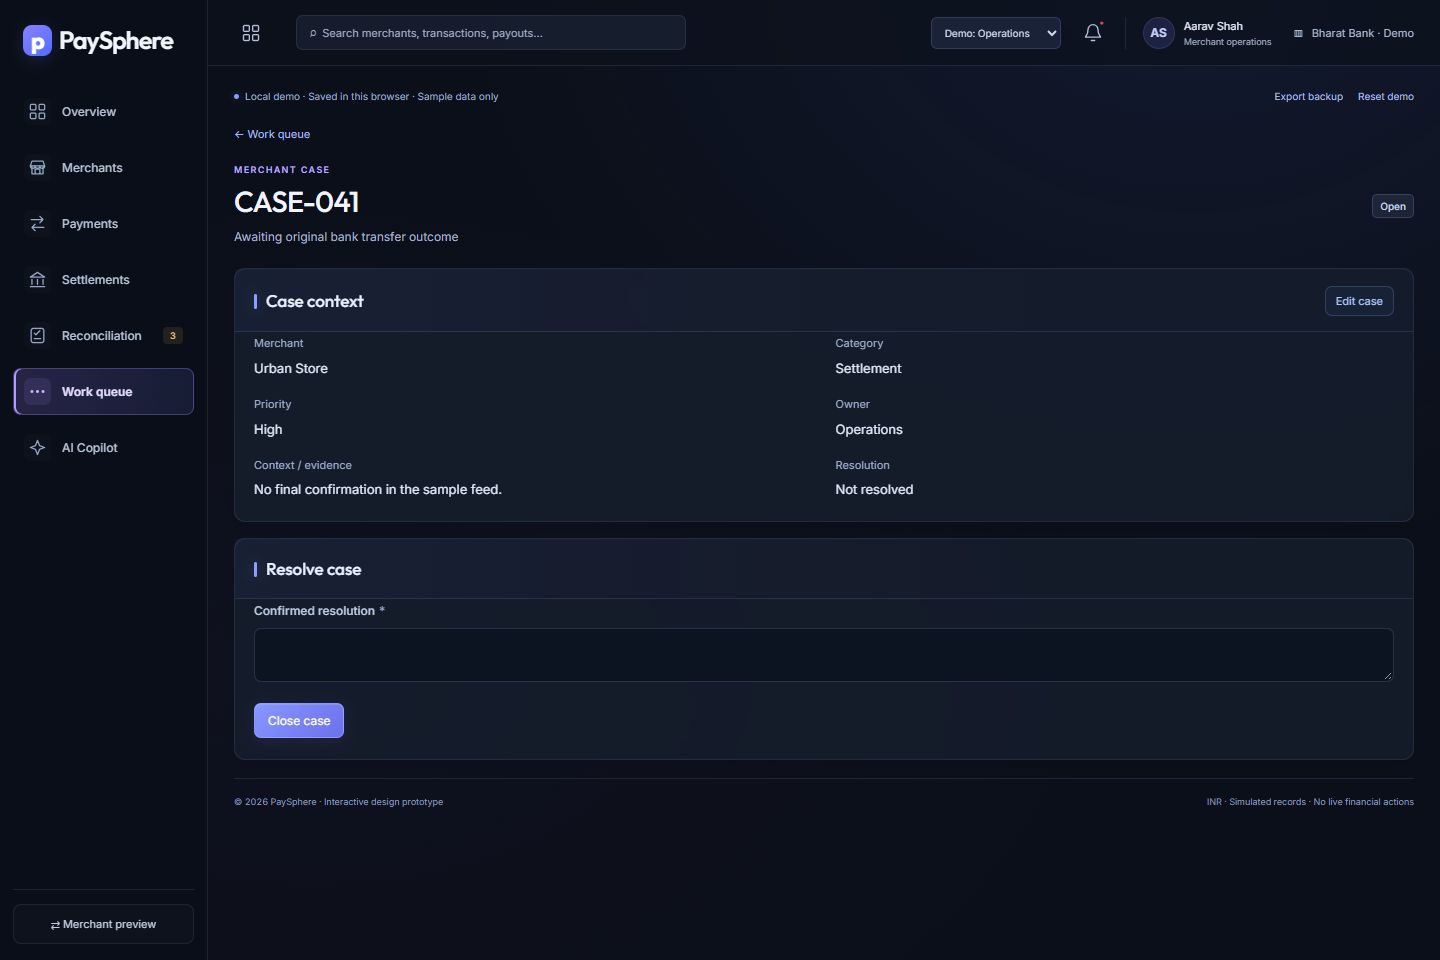 PaySphere
Search merchants, transactions, payouts...
Demo: Operations
AS
Aarav Shah
Merchant operations
Bharat Bank · Demo
Overview
Merchants
Payments
Settlements
Reconciliation 3
Work queue
AI Copilot
⇄ Merchant preview
Local demo · Saved in this browser · Sample data only
Export backup
Reset demo
← Work queue
MERCHANT CASE
CASE-041
Open
Awaiting original bank transfer outcome
Case context
Edit case
Merchant
Urban Store
Category
Settlement
Priority
High
Owner
Operations
Context / evidence
No final confirmation in the sample feed.
Resolution
Not resolved
Resolve case
Confirmed resolution *
Close case
© 2026 PaySphere · Interactive design prototype
INR · Simulated records · No live financial actions